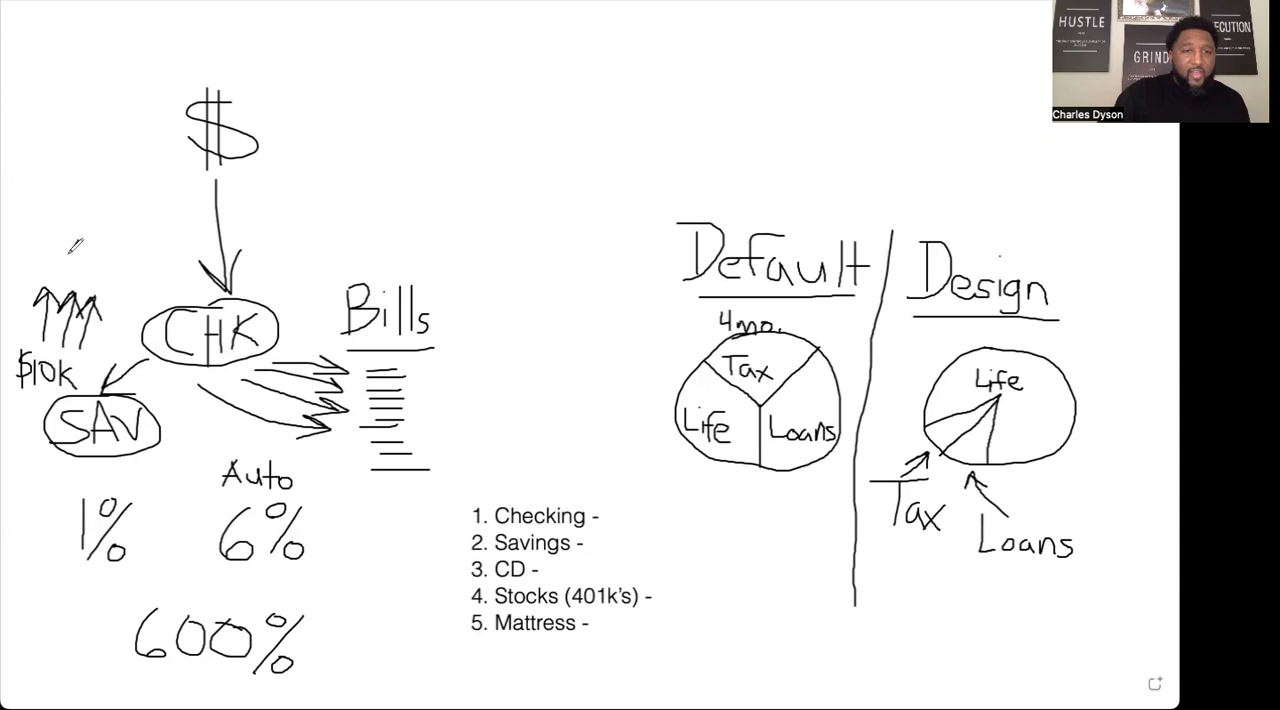 $
CHK
Bills
$10k
SAV
Auto
1%
6%
600%
1. Checking -
2. Savings -
3. CD -
4. Stocks (401k's) -
5. Mattress -
Default
4mo.
Tax
Life
Loans
Design
Life
Tax
Loans
HUSTLE
GRIND
ECUTION
Charles Dyson